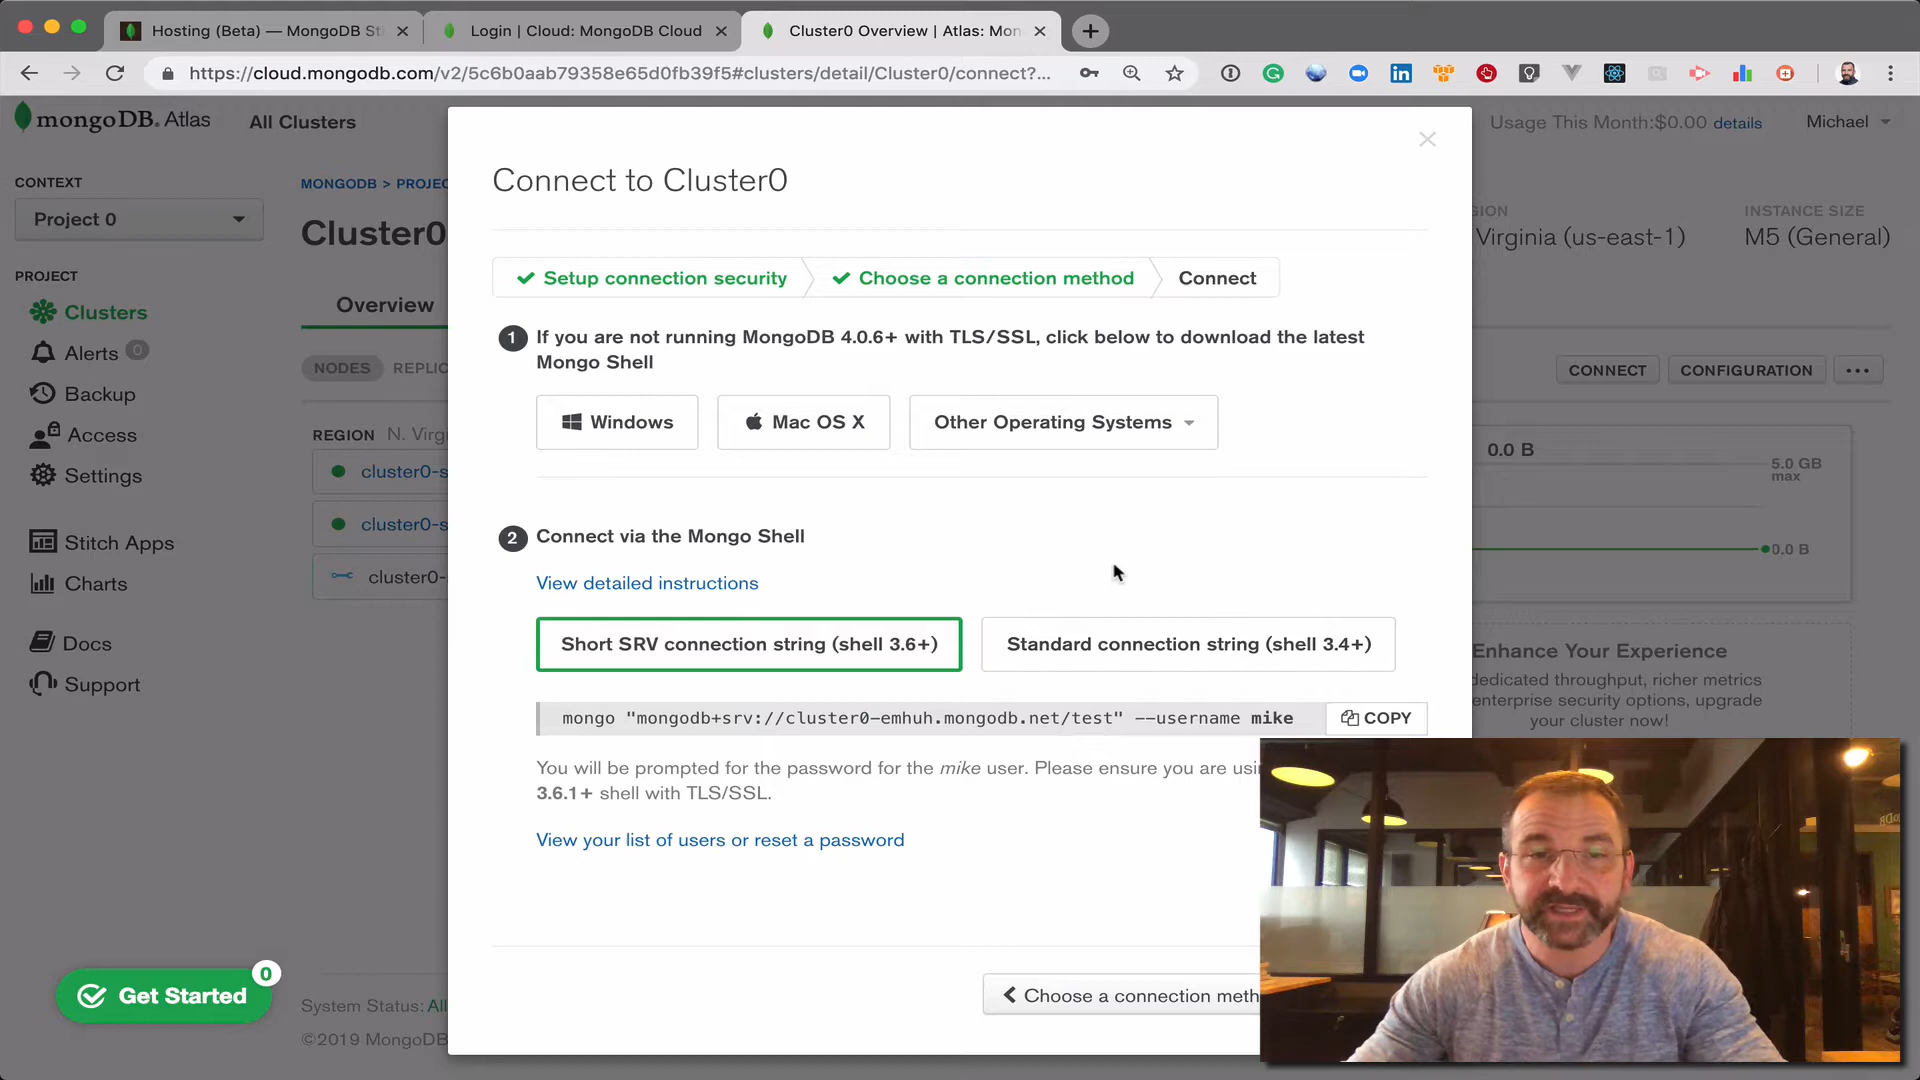 Hosting (Beta) — MongoDB Sti
Login | Cloud: MongoDB Cloud
Cluster0 Overview | Atlas: Mon
https://cloud.mongodb.com/v2/5c6b0aab79358e65d0fb39f5#clusters/detail/Cluster0/connect?...
mongoDB. Atlas
All Clusters
Usage This Month:$0.00 details
Michael
CONTEXT
Project 0
PROJECT
Clusters
Alerts 0
Backup
Access
Settings
Stitch Apps
Charts
Docs
Support
Get Started
0
MONGODB > PROJEC
Cluster0
Overview
NODES
REPLIC
REGION N. Virg
cluster0-s
cluster0-s
cluster0-
System Status: All
©2019 MongoDB
Connect to Cluster0
Setup connection security
Choose a connection method
Connect
1 If you are not running MongoDB 4.0.6+ with TLS/SSL, click below to download the latest
Mongo Shell
Windows
Mac OS X
Other Operating Systems
2 Connect via the Mongo Shell
View detailed instructions
Short SRV connection string (shell 3.6+)
Standard connection string (shell 3.4+)
mongo "mongodb+srv://cluster0-emhuh.mongodb.net/test" --username mike
COPY
You will be prompted for the password for the mike user. Please ensure you are usi
3.6.1+ shell with TLS/SSL.
View your list of users or reset a password
Choose a connection meth
GION
Virginia (us-east-1)
INSTANCE SIZE
M5 (General)
CONNECT
CONFIGURATION
...
0.0 B
5.0 GB
max
0.0 B
Enhance Your Experience
dedicated throughput, richer metrics
enterprise security options, upgrade
your cluster now!